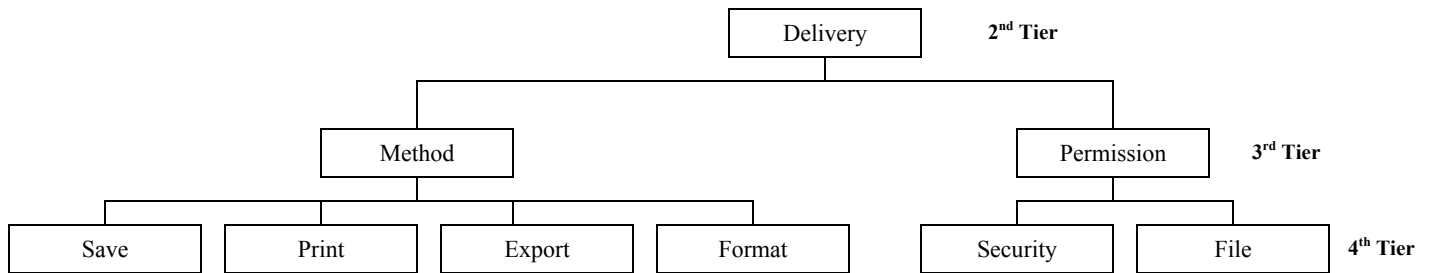 Delivery 2nd Tier
Method Permission 3rd Tier
Save Print Export Format Security File 4th Tier